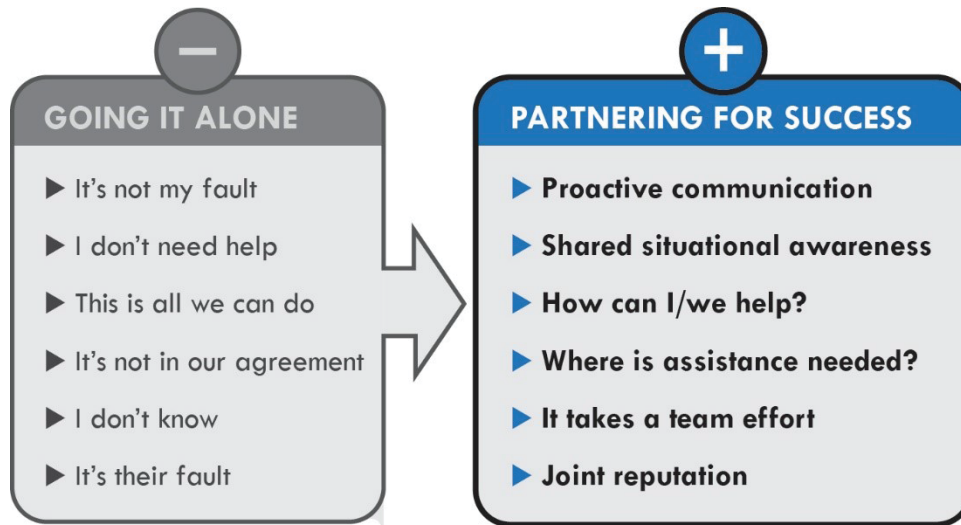 GOING IT ALONE
It's not my fault
I don't need help
This is all we can do
It's not in our agreement
I don't know
It's their fault
PARTNERING FOR SUCCESS
Proactive communication
Shared situational awareness
How can I/we help?
Where is assistance needed?
It takes a team effort
Joint reputation